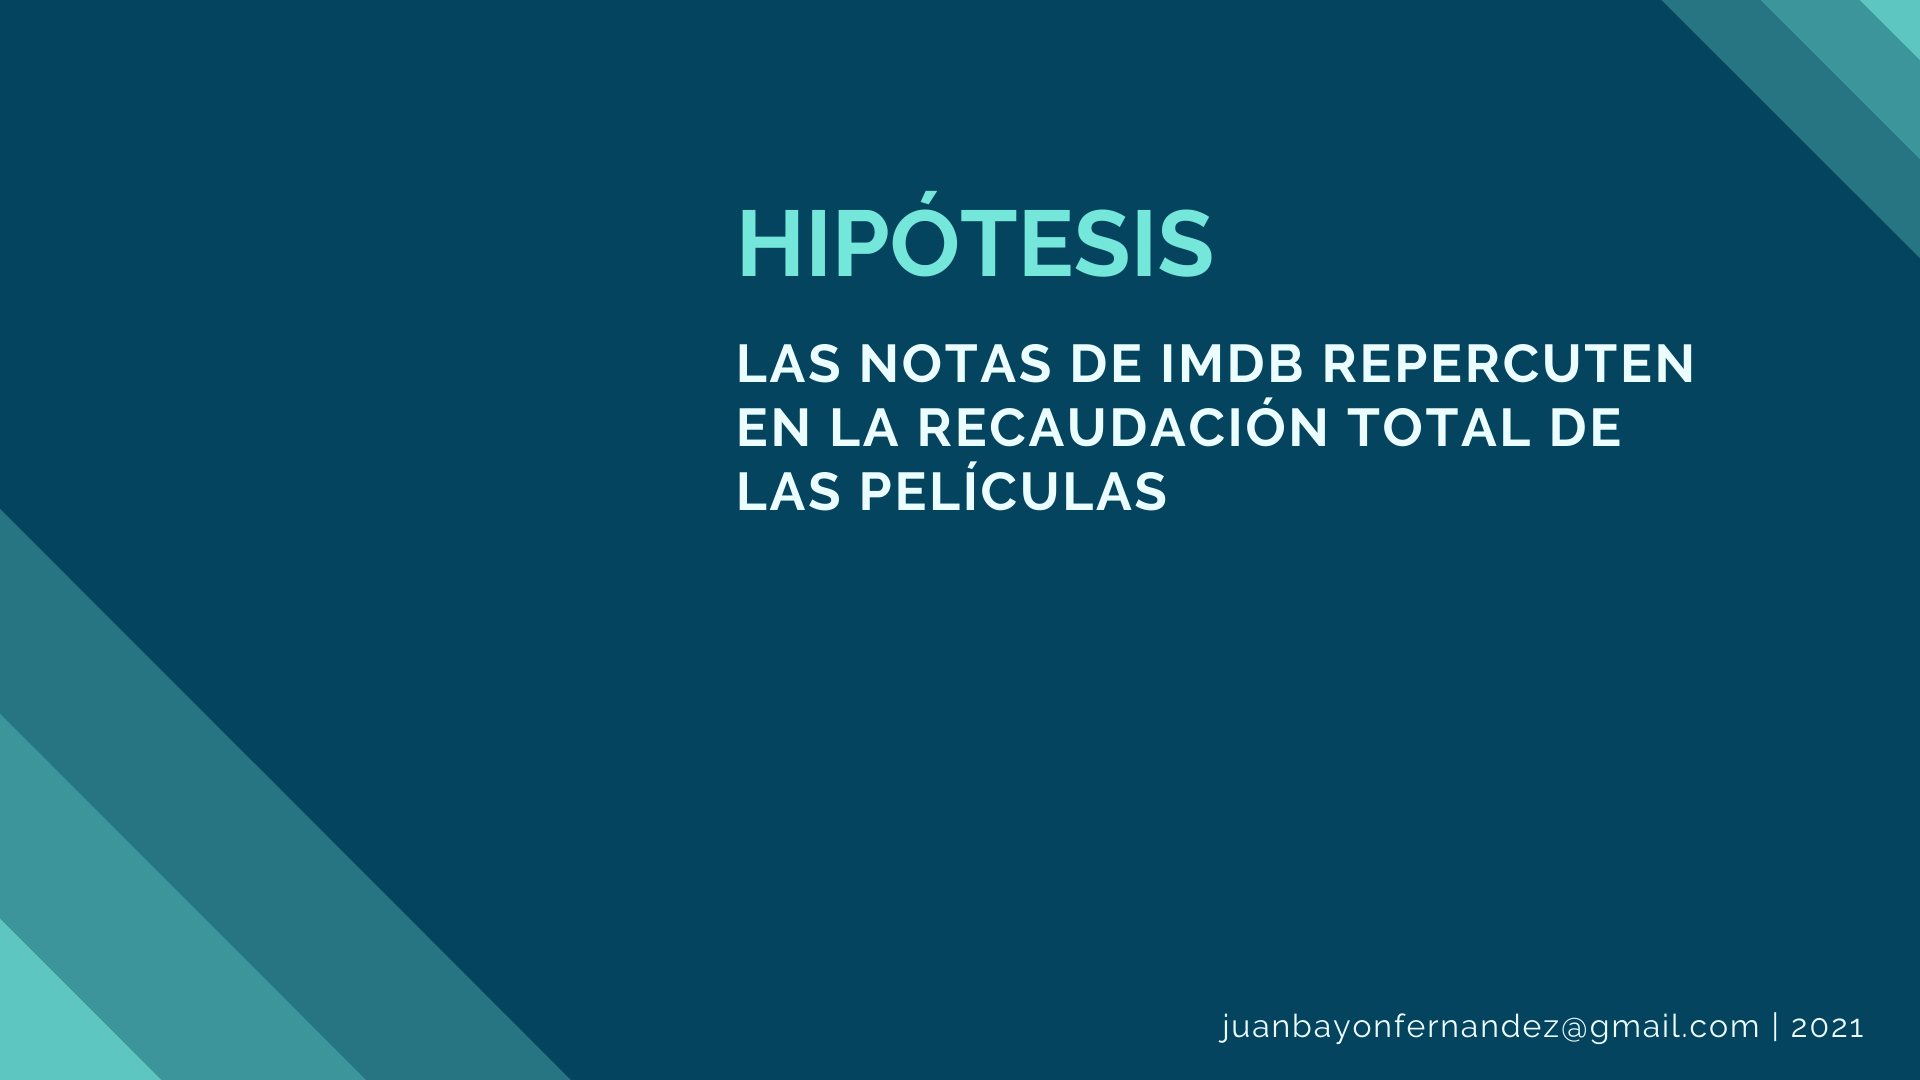 HIPÓTESIS
LAS NOTAS DE IMDB REPERCUTEN
EN LA RECAUDACIÓN TOTAL DE
LAS PELÍCULAS
juanbayonfernandez@gmail.com | 2021